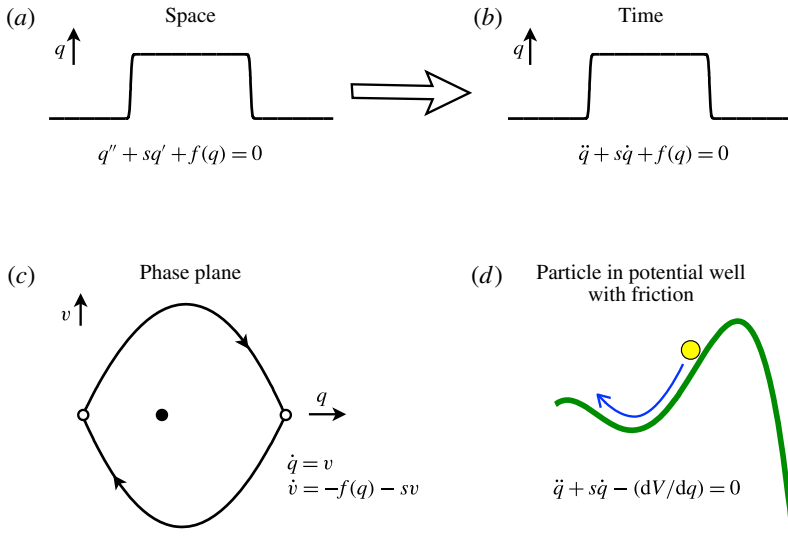 (a) Space
q
q″ + sq′ + f(q) = 0
(b) Time
q
q̈ + sq̇ + f(q) = 0
(c) Phase plane
v
q
q̇ = v
v̇ = −f(q) − sv
(d) Particle in potential well
with friction
q̈ + sq̇ − (dV/dq) = 0